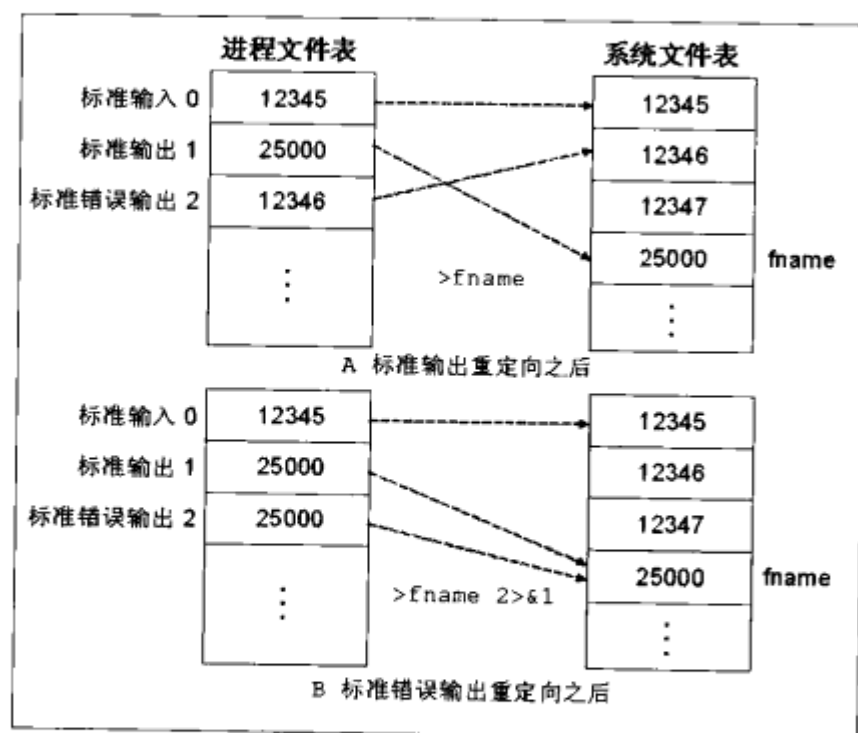 进程文件表 系统文件表
标准输入 0 12345 12345
标准输出 1 25000 12346
标准错误输出 2 12346 12347
25000 fname
>fname
A 标准输出重定向之后
标准输入 0 12345 12345
标准输出 1 25000 12346
标准错误输出 2 25000 12347
25000 fname
>fname 2>&1
B 标准错误输出重定向之后